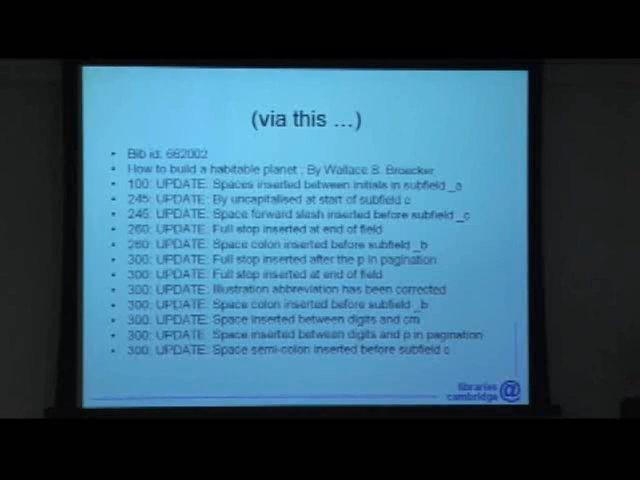 (via this ...)
• Bib id: 662002
• How to build a habitable planet : By Wallace S. Broecker
• 100: UPDATE: Spaces inserted between initials in subfield _a
• 245: UPDATE: By uncapitalised at start of subfield c
• 245: UPDATE: Space forward slash inserted before subfield _c
• 260: UPDATE: Full stop inserted at end of field
• 260: UPDATE: Space colon inserted before subfield _b
• 300: UPDATE: Full stop inserted after the p in pagination
• 300: UPDATE: Full stop inserted at end of field
• 300: UPDATE: Illustration abbreviation has been corrected
• 300: UPDATE: Space colon inserted before subfield _b
• 300: UPDATE: Space inserted between digits and cm
• 300: UPDATE: Space inserted between digits and p in pagination
• 300: UPDATE: Space semi-colon inserted before subfield c
libraries
cambridge @